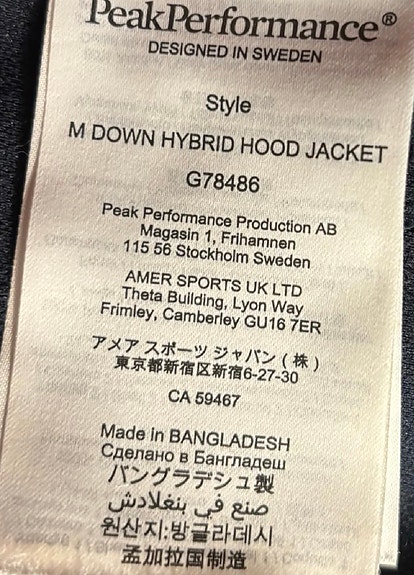 PeakPerformance®
DESIGNED IN SWEDEN
Style
M DOWN HYBRID HOOD JACKET
G78486
Peak Performance Production AB
Magasin 1, Frihamnen
115 56 Stockholm Sweden
AMER SPORTS UK LTD
Theta Building, Lyon Way
Frimley, Camberley GU16 7ER
アメア スポーツ ジャパン ( 株 )
東京都新宿区新宿6-27-30
CA 59467
Made in BANGLADESH
Сделано в Бангладеш
バングラデシュ製
صنع في بنغلادش
원산지:방글라데시
孟加拉国制造